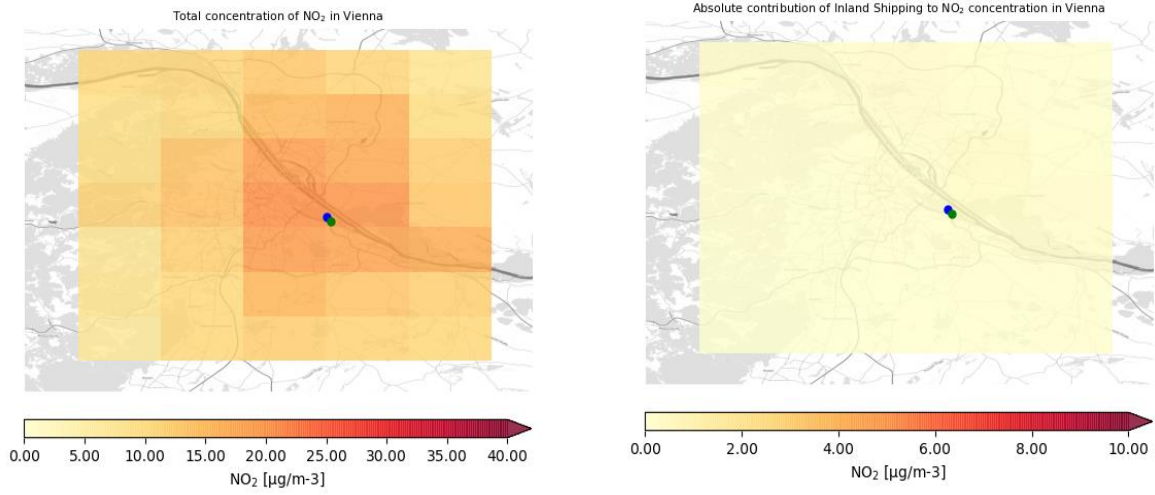 Total concentration of NO₂ in Vienna
0.00 5.00 10.00 15.00 20.00 25.00 30.00 35.00 40.00
NO₂ [µg/m-3]
Absolute contribution of Inland Shipping to NO₂ concentration in Vienna
0.00 2.00 4.00 6.00 8.00 10.00
NO₂ [µg/m-3]